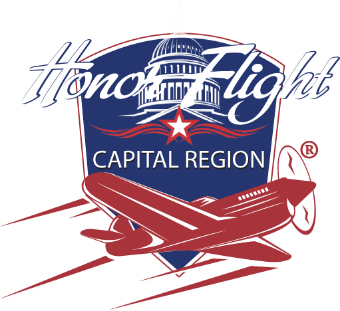 Honor Flight
CAPITAL REGION
®